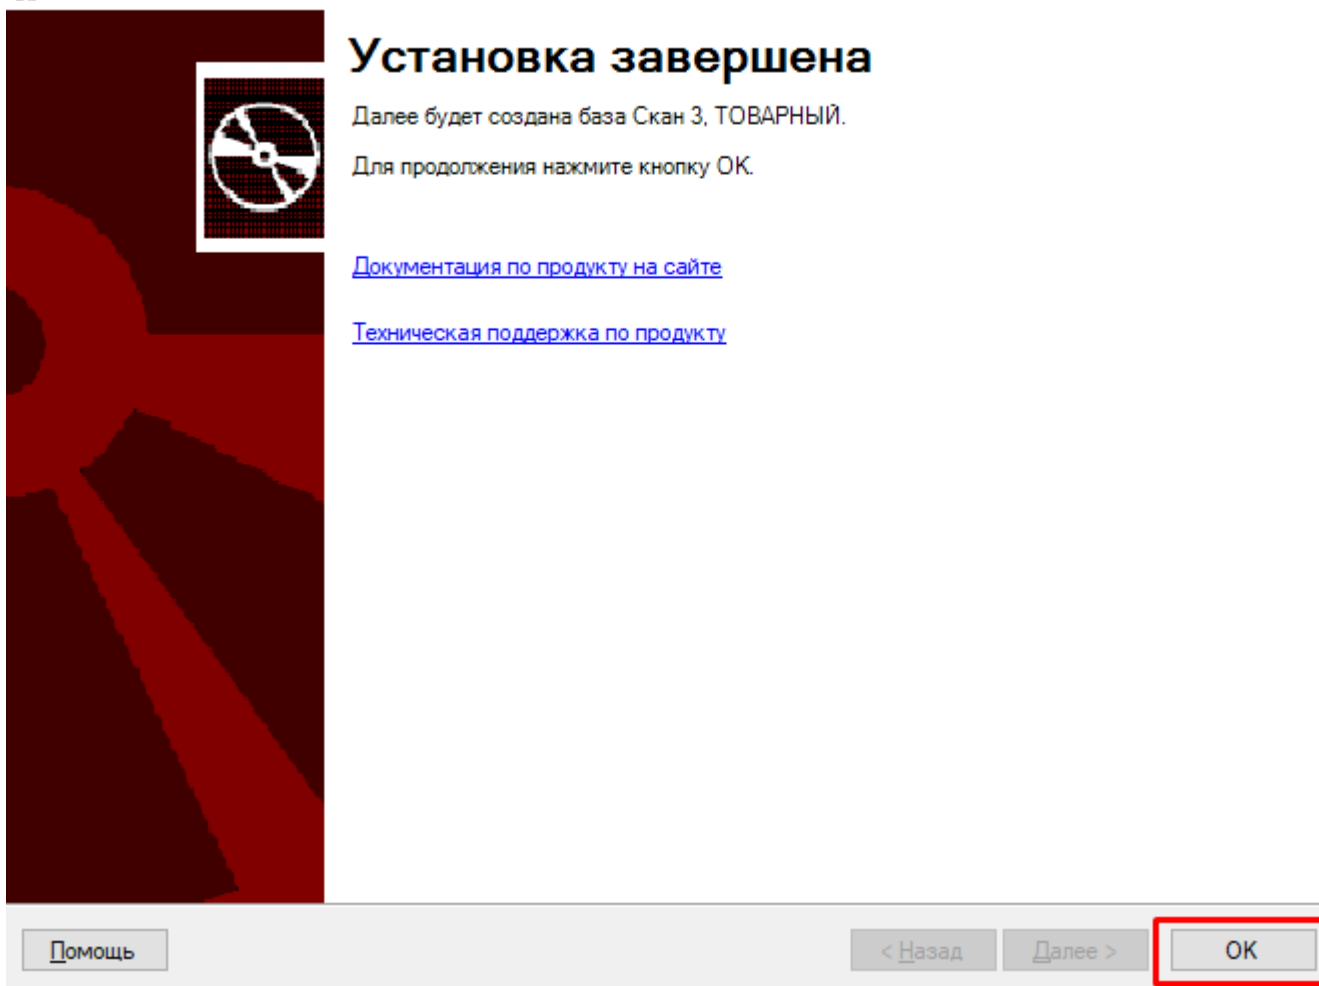 Установка завершена
Далее будет создана база Скан 3, ТОВАРНЫЙ.
Для продолжения нажмите кнопку ОК.
Документация по продукту на сайте
Техническая поддержка по продукту
Помощь
< Назад
Далее >
ОК